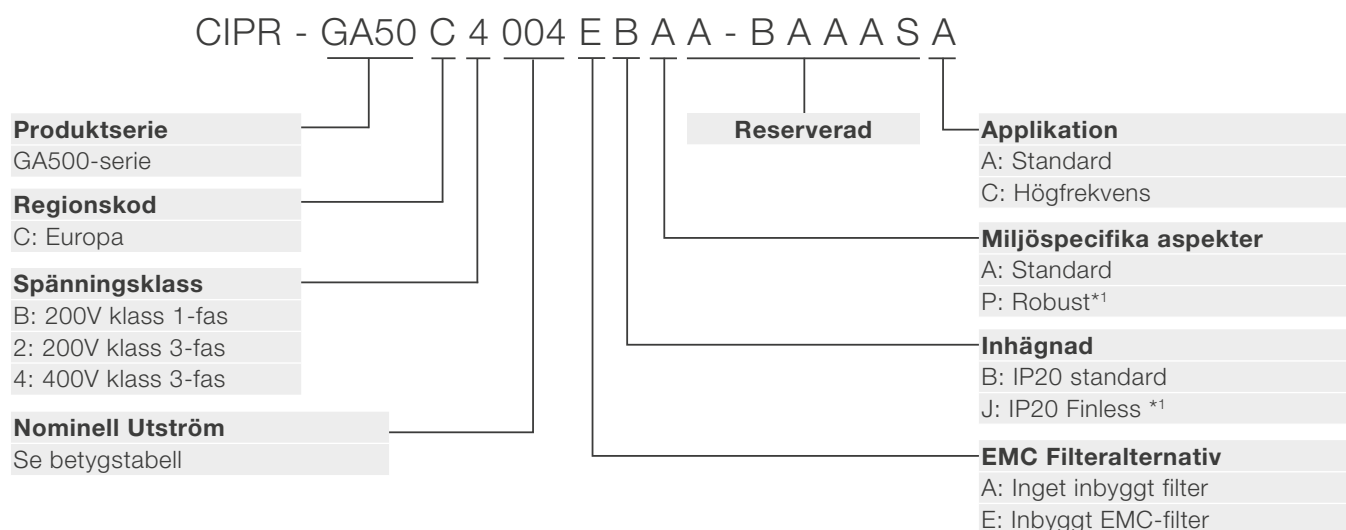 CIPR - GA50 C 4 004 E B A A - B A A A S A
Produktserie
GA500-serie
Regionskod
C: Europa
Spänningsklass
B: 200V klass 1-fas
2: 200V klass 3-fas
4: 400V klass 3-fas
Nominell Utström
Se betygstabell
Reserverad
Applikation
A: Standard
C: Högfrekvens
Miljöspecifika aspekter
A: Standard
P: Robust*1
Inhägnad
B: IP20 standard
J: IP20 Finless *1
EMC Filteralternativ
A: Inget inbyggt filter
E: Inbyggt EMC-filter